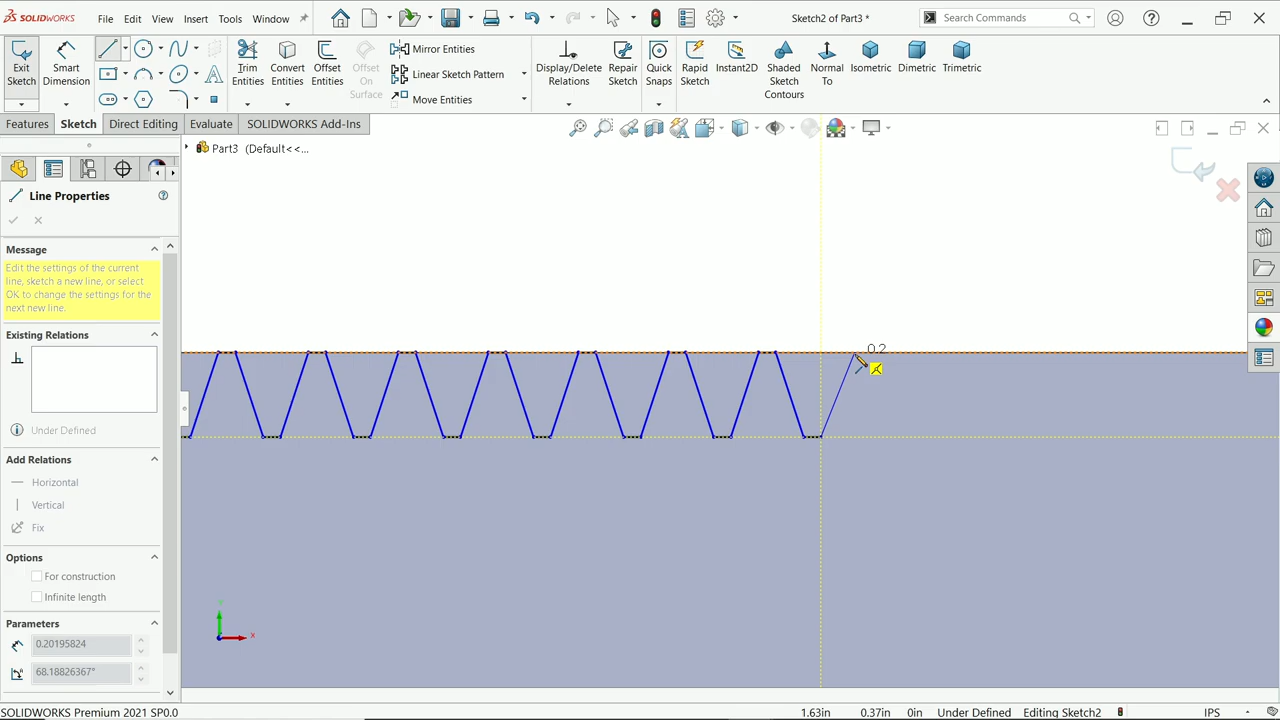 SOLIDWORKS File Edit View Insert Tools Window Sketch2 of Part3 * Search Commands
Exit Sketch
Smart Dimension
Trim Entities
Convert Entities
Offset Entities
Offset On Surface
Mirror Entities
Linear Sketch Pattern
Move Entities
Display/Delete Relations
Repair Sketch
Quick Snaps
Rapid Sketch
Instant2D
Shaded Sketch Contours
Normal To
Isometric
Dimetric
Trimetric
Features Sketch Direct Editing Evaluate SOLIDWORKS Add-Ins
Part3 (Default<<...
Line Properties
Message
Edit the settings of the current
line, sketch a new line, or select
OK to change the settings for the
next new line.
Existing Relations
Under Defined
Add Relations
Horizontal
Vertical
Fix
Options
For construction
Infinite length
Parameters
0.20195824
68.18826367°
0.2
Y
X
SOLIDWORKS Premium 2021 SP0.0 1.63in 0.37in 0in Under Defined Editing Sketch2 IPS